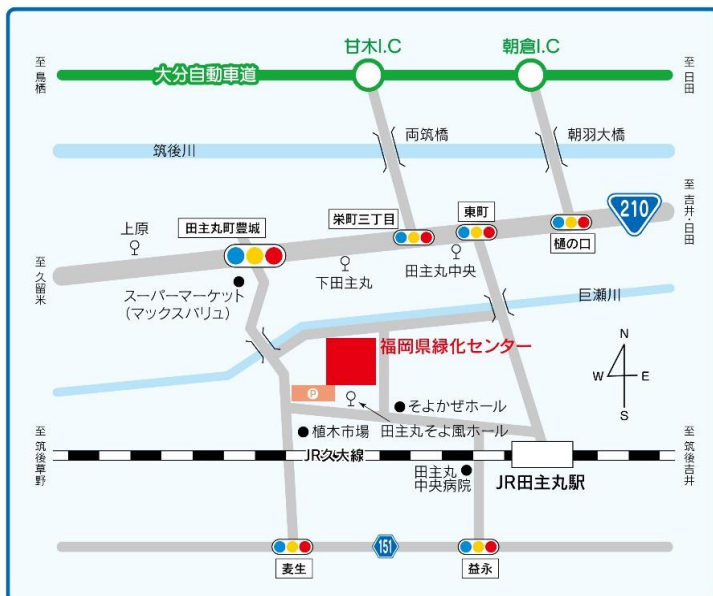 甘木I.C
朝倉I.C
至鳥栖
大分自動車道
至日田
両筑橋
朝羽大橋
筑後川
至吉井・日田
210
上原
田主丸町豊城
栄町三丁目
東町
樋の口
至久留米
下田主丸
田主丸中央
スーパーマーケット
(マックスバリュ)
巨瀬川
福岡県緑化センター
N
W E
S
P
そよかぜホール
植木市場
田主丸そよ風ホール
至筑後草野
JR久大線
至筑後吉井
田主丸
中央病院
JR田主丸駅
151
麦生
益永